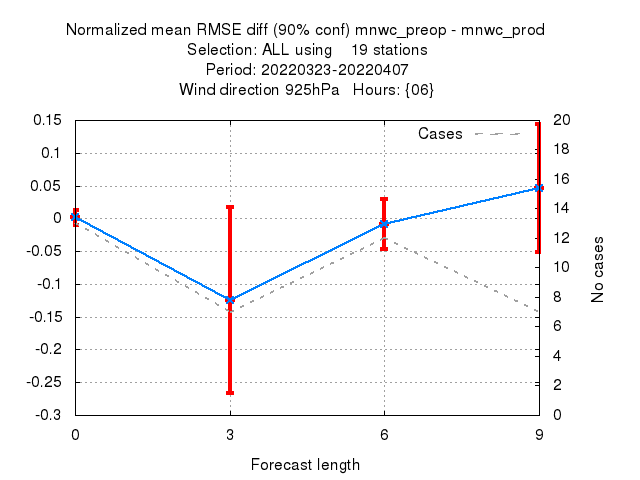 Normalized mean RMSE diff (90% conf) mnwc_preop - mnwc_prod
Selection: ALL using 19 stations
Period: 20220323-20220407
Wind direction 925hPa Hours: {06}
Cases
0.15
0.1
0.05
0
-0.05
-0.1
-0.15
-0.2
-0.25
-0.3
20
18
16
14
12
10
8
6
4
2
0
No cases
0 3 6 9
Forecast length